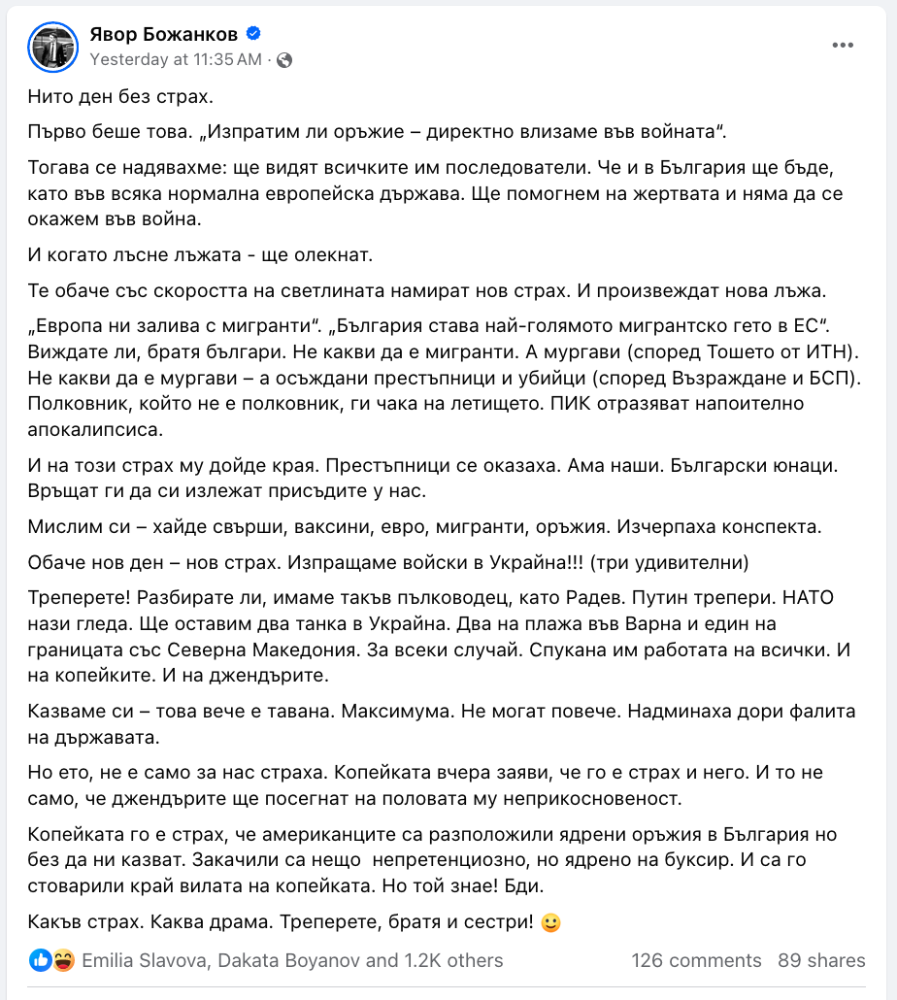 Явор Божанков
Yesterday at 11:35 AM ·
Нито ден без страх.
Първо беше това. „Изпратим ли оръжие – директно влизаме във войната“.
Тогава се надявахме: ще видят всичките им последователи. Че и в България ще бъде,
като във всяка нормална европейска държава. Ще помогнем на жертвата и няма да се
окажем във война.
И когато лъсне лъжата - ще олекнат.
Те обаче със скоростта на светлината намират нов страх. И произвеждат нова лъжа.
„Европа ни залива с мигранти“. „България става най-голямото мигрантско гето в ЕС“.
Виждате ли, братя българи. Не какви да е мигранти. А мургави (според Тошето от ИТН).
Не какви да е мургави – а осъждани престъпници и убийци (според Възраждане и БСП).
Полковник, който не е полковник, ги чака на летището. ПИК отразяват напоително
апокалипсиса.
И на този страх му дойде края. Престъпници се оказаха. Ама наши. Български юнаци.
Връщат ги да си излежат присъдите у нас.
Мислим си – хайде свърши, ваксини, евро, мигранти, оръжия. Изчерпаха конспекта.
Обаче нов ден – нов страх. Изпращаме войски в Украйна!!! (три удивителни)
Треперете! Разбирате ли, имаме такъв пълководец, като Радев. Путин трепери. НАТО
нази гледа. Ще оставим два танка в Украйна. Два на плажа във Варна и един на
границата със Северна Македония. За всеки случай. Спукана им работата на всички. И
на копейките. И на джендърите.
Казваме си – това вече е тавана. Максимума. Не могат повече. Надминаха дори фалита
на държавата.
Но ето, не е само за нас страха. Копейката вчера заяви, че го е страх и него. И то не
само, че джендърите ще посегнат на половата му неприкосновеност.
Копейката го е страх, че американците са разположили ядрени оръжия в България но
без да ни казват. Закачили са нещо  непретенциозно, но ядрено на буксир. И са го
стоварили край вилата на копейката. Но той знае! Бди.
Какъв страх. Каква драма. Треперете, братя и сестри! 🙂
Emilia Slavova, Dakata Boyanov and 1.2K others
126 comments 89 shares